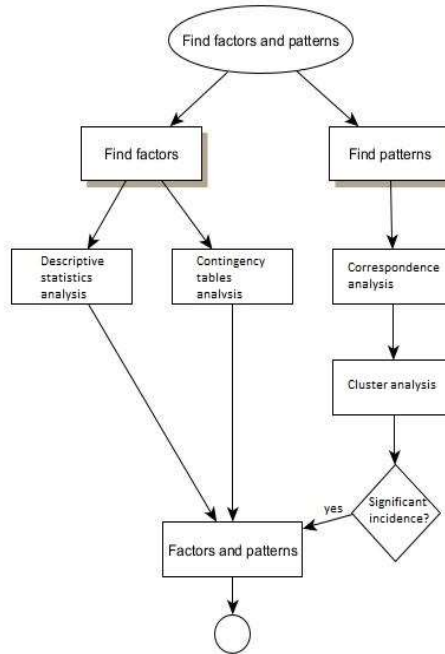 Find factors and patterns
Find factors
Find patterns
Descriptive
statistics
analysis
Contingency
tables
analvsis
Correspondence
analysis
Cluster analysis
Significant
incidence?
yes
Factors and patterns